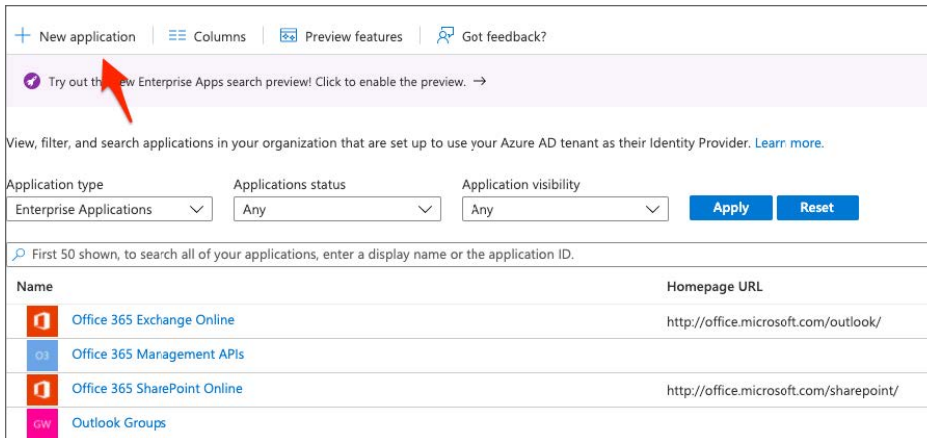 New application Columns Preview features Got feedback?
Try out th ew Enterprise Apps search preview! Click to enable the preview. →
View, filter, and search applications in your organization that are set up to use your Azure AD tenant as their Identity Provider. Learn more.
Application type Applications status Application visibility
Enterprise Applications Any Any Apply Reset
First 50 shown, to search all of your applications, enter a display name or the application ID.
Name Homepage URL
Office 365 Exchange Online http://office.microsoft.com/outlook/
O3 Office 365 Management APIs
Office 365 SharePoint Online http://office.microsoft.com/sharepoint/
GW Outlook Groups